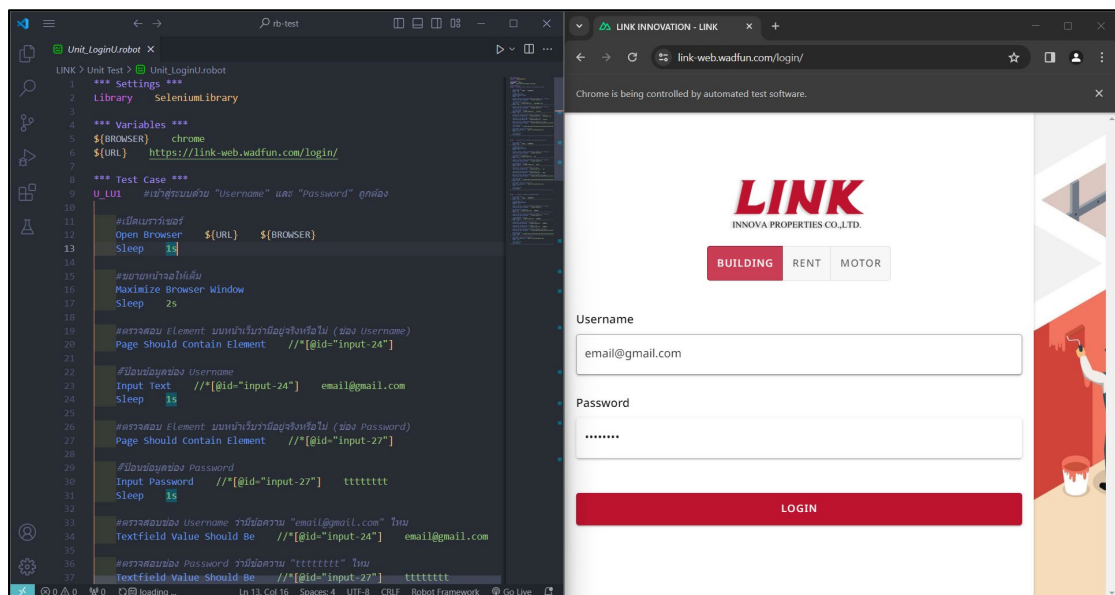 rb-test
Unit_LoginU.robot
LINK > Unit Test > Unit_LoginU.robot
1 *** Settings ***
2 Library SeleniumLibrary
3
4 *** Variables ***
5 ${BROWSER} chrome
6 ${URL} https://link-web.wadfun.com/login/
7
8 *** Test Case ***
9 U_LU1 #เข้าสู่ระบบด้วย "Username" และ "Password" ถูกต้อง
10
11 #เปิดเบราว์เซอร์
12 Open Browser ${URL} ${BROWSER}
13 Sleep 1s
14
15 #ขยายหน้าจอให้เต็ม
16 Maximize Browser Window
17 Sleep 2s
18
19 #ตรวจสอบ Element บนหน้าเว็บว่ามีอยู่จริงหรือไม่ (ช่อง Username)
20 Page Should Contain Element //*[@id="input-24"]
21
22 #ป้อนข้อมูลช่อง Username
23 Input Text //*[@id="input-24"] email@gmail.com
24 Sleep 1s
25
26 #ตรวจสอบ Element บนหน้าเว็บว่ามีอยู่จริงหรือไม่ (ช่อง Password)
27 Page Should Contain Element //*[@id="input-27"]
28
29 #ป้อนข้อมูลช่อง Password
30 Input Password //*[@id="input-27"] tttttttt
31 Sleep 1s
32
33 #ตรวจสอบช่อง Username ว่ามีข้อความ "email@gmail.com" ไหม
34 Textfield Value Should Be //*[@id="input-24"] email@gmail.com
35
36 #ตรวจสอบช่อง Password ว่ามีข้อความ "tttttttt" ไหม
37 Textfield Value Should Be //*[@id="input-27"] tttttttt
0 0 0 loading... Ln 13, Col 16 Spaces: 4 UTF-8 CRLF Robot Framework Go Live
LINK INNOVATION - LINK
link-web.wadfun.com/login/
Chrome is being controlled by automated test software.
LINK
INNOVA PROPERTIES CO.,LTD.
BUILDING RENT MOTOR
Username
email@gmail.com
Password
••••••••
LOGIN